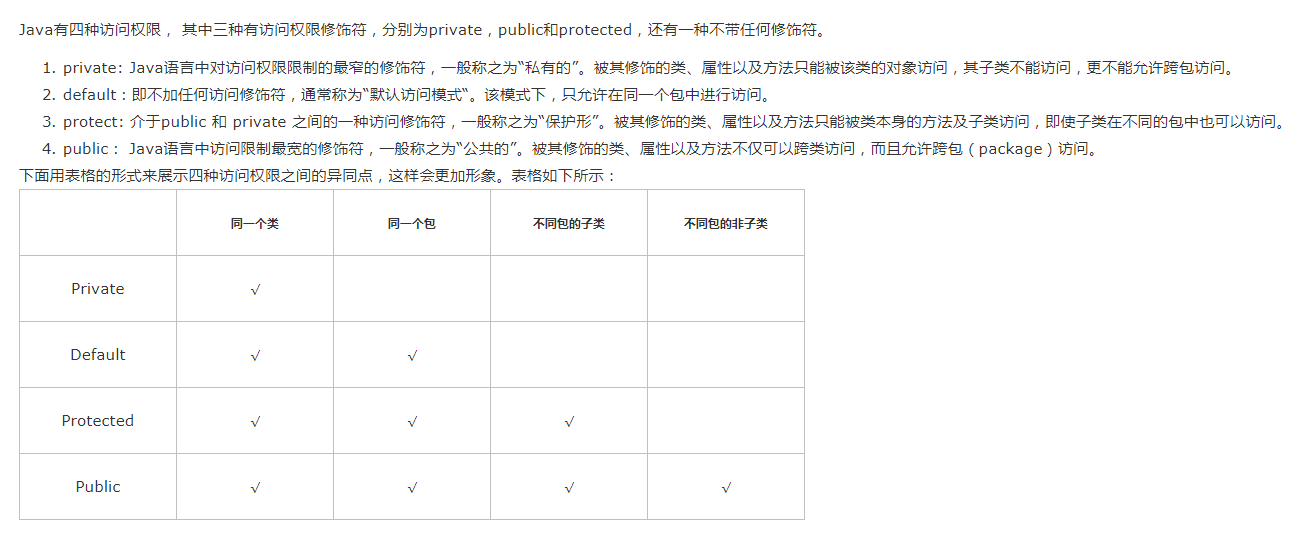 Java有四种访问权限， 其中三种有访问权限修饰符，分别为private，public和protected，还有一种不带任何修饰符。
1. private: Java语言中对访问权限限制的最窄的修饰符，一般称之为“私有的”。被其修饰的类、属性以及方法只能被该类的对象访问，其子类不能访问，更不能允许跨包访问。
2. default：即不加任何访问修饰符，通常称为“默认访问模式“。该模式下，只允许在同一个包中进行访问。
3. protect: 介于public 和 private 之间的一种访问修饰符，一般称之为“保护形”。被其修饰的类、属性以及方法只能被类本身的方法及子类访问，即使子类在不同的包中也可以访问。
4. public： Java语言中访问限制最宽的修饰符，一般称之为“公共的”。被其修饰的类、属性以及方法不仅可以跨类访问，而且允许跨包（package）访问。
下面用表格的形式来展示四种访问权限之间的异同点，这样会更加形象。表格如下所示：
同一个类 同一个包 不同包的子类 不同包的非子类
Private √
Default √ √
Protected √ √ √
Public √ √ √ √